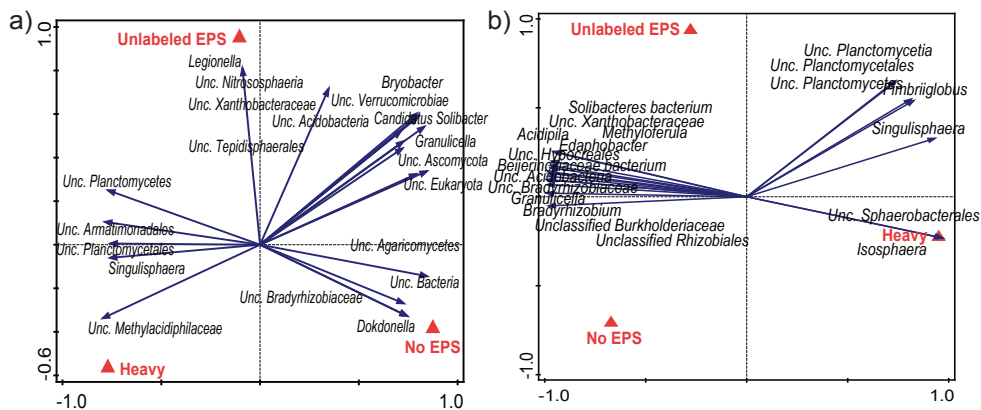 a)
1.0
Unlabeled EPS
Legionella
Unc. Nitrososphaeria
Bryobacter
Unc. Xanthobacteraceae
Unc. Verrucomicrobiae
Unc. Acidobacteria
Candidatus Solibacter
Unc. Tepidisphaerales
Granulicella
Unc. Ascomycota
Unc. Planctomycetes
Unc. Eukaryota
Unc. Armatimonadales
Unc. Planctomycetales
Unc. Agaricomycetes
Singulisphaera
Unc. Bacteria
Unc. Bradyrhizobiaceae
Unc. Methylacidiphilaceae
Dokdonella
No EPS
Heavy
-0.6
-1.0
1.0
b)
1.0
Unlabeled EPS
Unc. Planctomycetia
Unc. Planctomycetales
Unc. Planctomycetes
Fimbriiglobus
Solibacteres bacterium
Unc. Xanthobacteraceae
Acidipila
Methyloferula
Singulisphaera
Edaphobacter
Unc. Hypocreales
Beijerinckiaceae bacterium
Unc. Acidobacteria
Unc. Bradyrhizobiaceae
Granulicella
Bradyrhizobium
Unc. Sphaerobacterales
Unclassified Burkholderiaceae
Heavy
Unclassified Rhizobiales
Isosphaera
No EPS
-1.0
-1.0
1.0